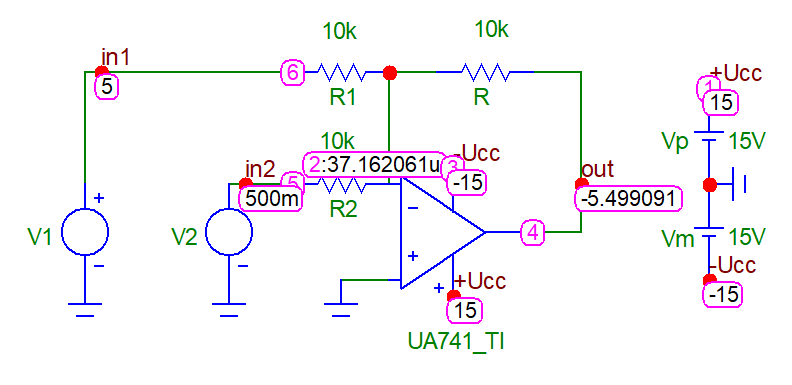 10k
10k
in1
6
5
R1
R
+Ucc
1
15
Vp
15V
10k
in2
2:37.162061u
3
-Ucc
-15
5
500m
R2
out
-5.499091
V1
V2
4
Vm
15V
-Ucc
-15
+Ucc
15
UA741_TI